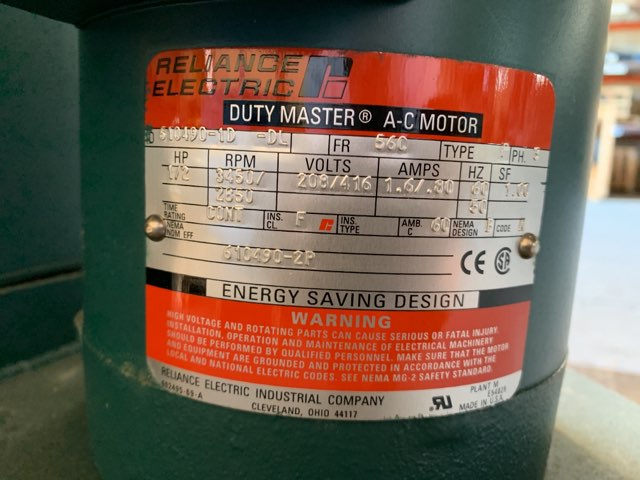 RELIANCE
ELECTRIC
DUTY MASTER® A-C MOTOR
610490-1D -DL FR 56C TYPE PH. 3
HP RPM VOLTS AMPS HZ SF
1/2 3450/ 208/416 1.6/.80 60 1.00
2850 50
TIME RATING CONT INS. CL F INS. TYPE AMB. C 60 NEMA DESIGN CODE
NEMA NOM EFF
610490-2P CE SA
ENERGY SAVING DESIGN
WARNING
HIGH VOLTAGE AND ROTATING PARTS CAN CAUSE SERIOUS OR FATAL INJURY.
INSTALLATION, OPERATION AND MAINTENANCE OF ELECTRICAL MACHINERY
SHOULD BE PERFORMED BY QUALIFIED PERSONNEL. MAKE SURE THAT THE MOTOR
AND EQUIPMENT ARE GROUNDED AND PROTECTED IN ACCORDANCE WITH THE
LOCAL AND NATIONAL ELECTRIC CODES. SEE NEMA MG-2 SAFETY STANDARD.
RELIANCE ELECTRIC INDUSTRIAL COMPANY
CLEVELAND, OHIO 44117
PLANT M
MADE IN U.S.A.